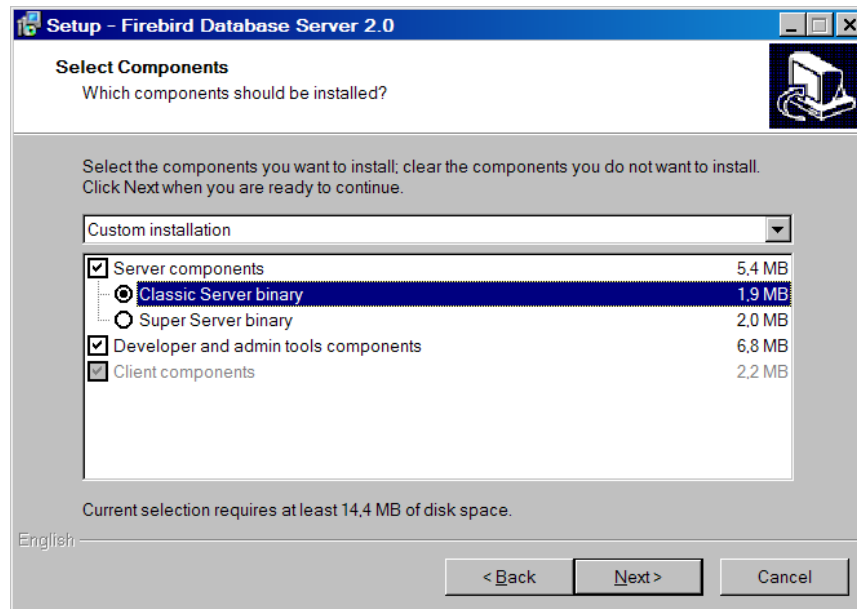 Setup - Firebird Database Server 2.0
Select Components
Which components should be installed?
Select the components you want to install; clear the components you do not want to install.
Click Next when you are ready to continue.
Custom installation
Server components 5,4 MB
Classic Server binary 1,9 MB
Super Server binary 2,0 MB
Developer and admin tools components 6,8 MB
Client components 2,2 MB
Current selection requires at least 14,4 MB of disk space.
English
< Back Next > Cancel